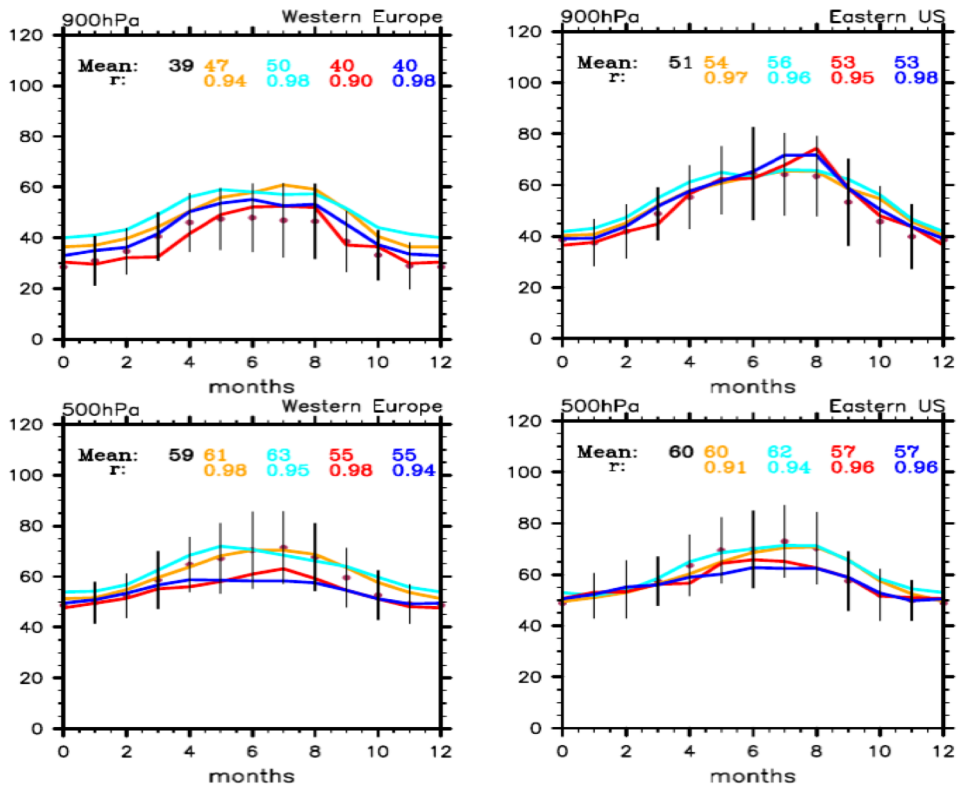 900hPa Western Europe
120
100
80
60
40
20
0
Mean: 39 47 50 40 40
r: 0.94 0.98 0.90 0.98
0 2 4 6 8 10 12
months
900hPa Eastern US
120
100
80
60
40
20
0
Mean: 51 54 56 53 53
r: 0.97 0.96 0.95 0.98
0 2 4 6 8 10 12
months
500hPa Western Europe
120
100
80
60
40
20
0
Mean: 59 61 63 55 55
r: 0.98 0.95 0.98 0.94
0 2 4 6 8 10 12
months
500hPa Eastern US
120
100
80
60
40
20
0
Mean: 60 60 62 57 57
r: 0.91 0.94 0.96 0.96
0 2 4 6 8 10 12
months